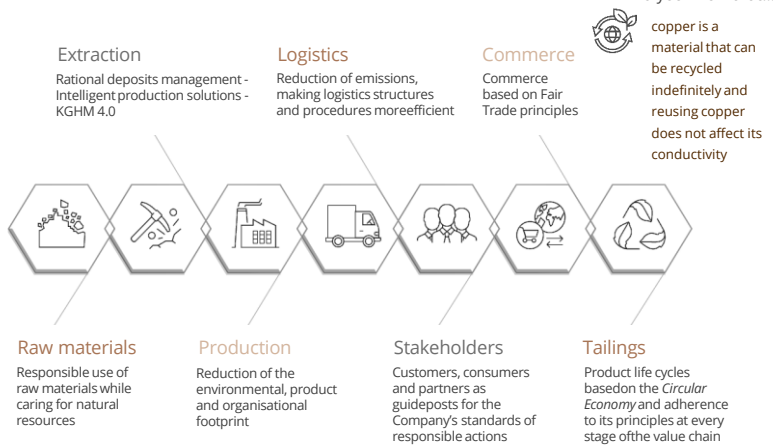 Extraction
Rational deposits management -
Intelligent production solutions -
KGHM 4.0
Logistics
Reduction of emissions,
making logistics structures
and procedures moreefficient
Commerce
Commerce
based on Fair
Trade principles
copper is a
material that can
be recycled
indefinitely and
reusing copper
does not affect its
conductivity
Raw materials
Responsible use of
raw materials while
caring for natural
resources
Production
Reduction of the
environmental, product
and organisational
footprint
Stakeholders
Customers, consumers
and partners as
guideposts for the
Company's standards of
responsible actions
Tailings
Product life cycles
basedon the Circular
Economy and adherence
to its principles at every
stage ofthe value chain